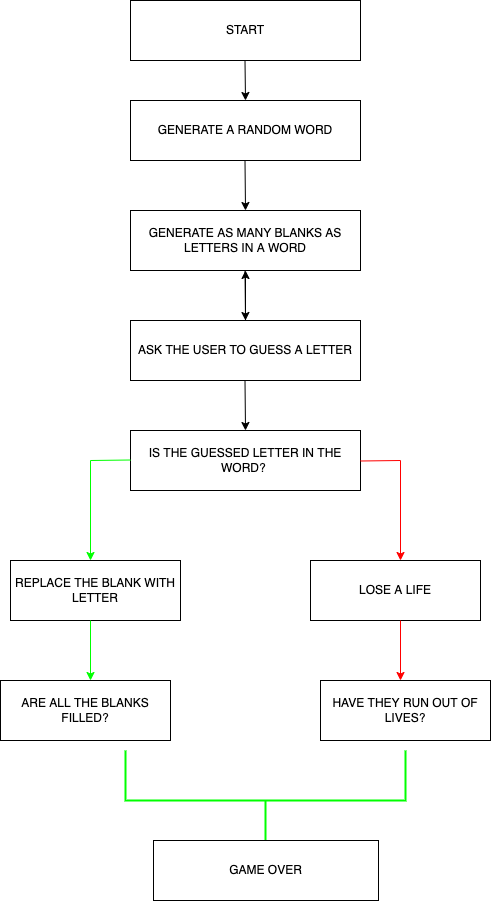 START
GENERATE A RANDOM WORD
GENERATE AS MANY BLANKS AS
LETTERS IN A WORD
ASK THE USER TO GUESS A LETTER
IS THE GUESSED LETTER IN THE
WORD?
REPLACE THE BLANK WITH
LETTER
LOSE A LIFE
ARE ALL THE BLANKS
FILLED?
HAVE THEY RUN OUT OF
LIVES?
GAME OVER